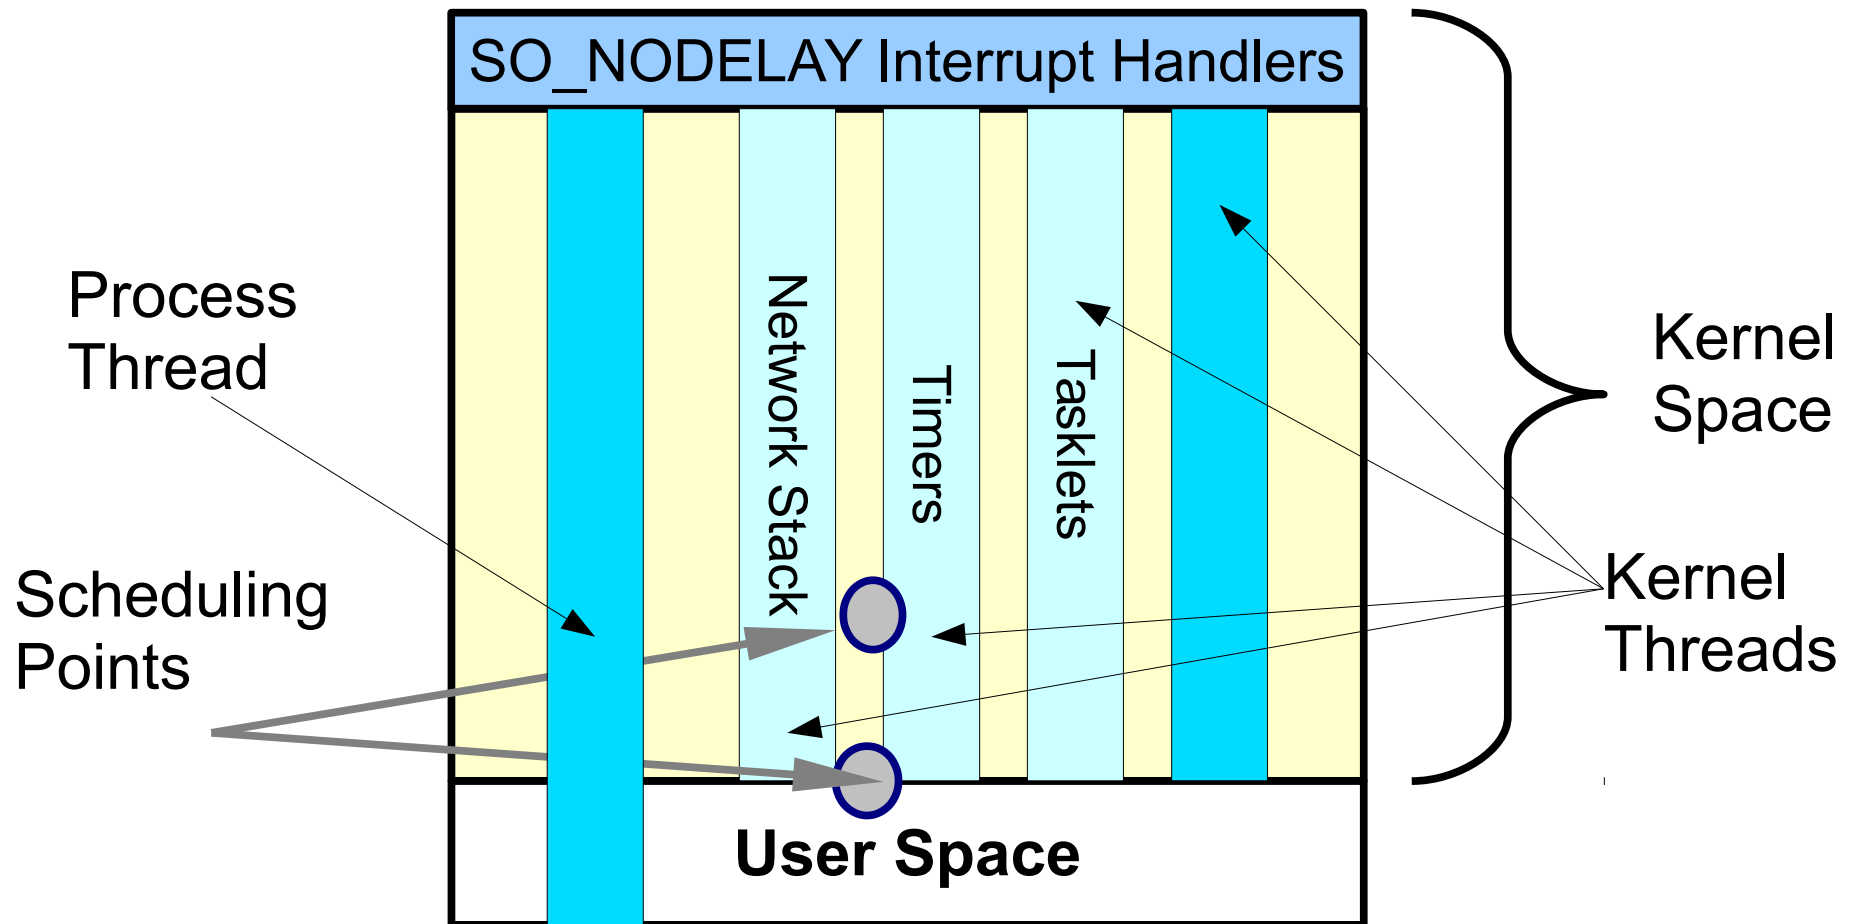 SO_NODELAY Interrupt Handlers
Process
Thread
Scheduling
Points
Network Stack
Timers
Tasklets
Kernel
Space
Kernel
Threads
User Space